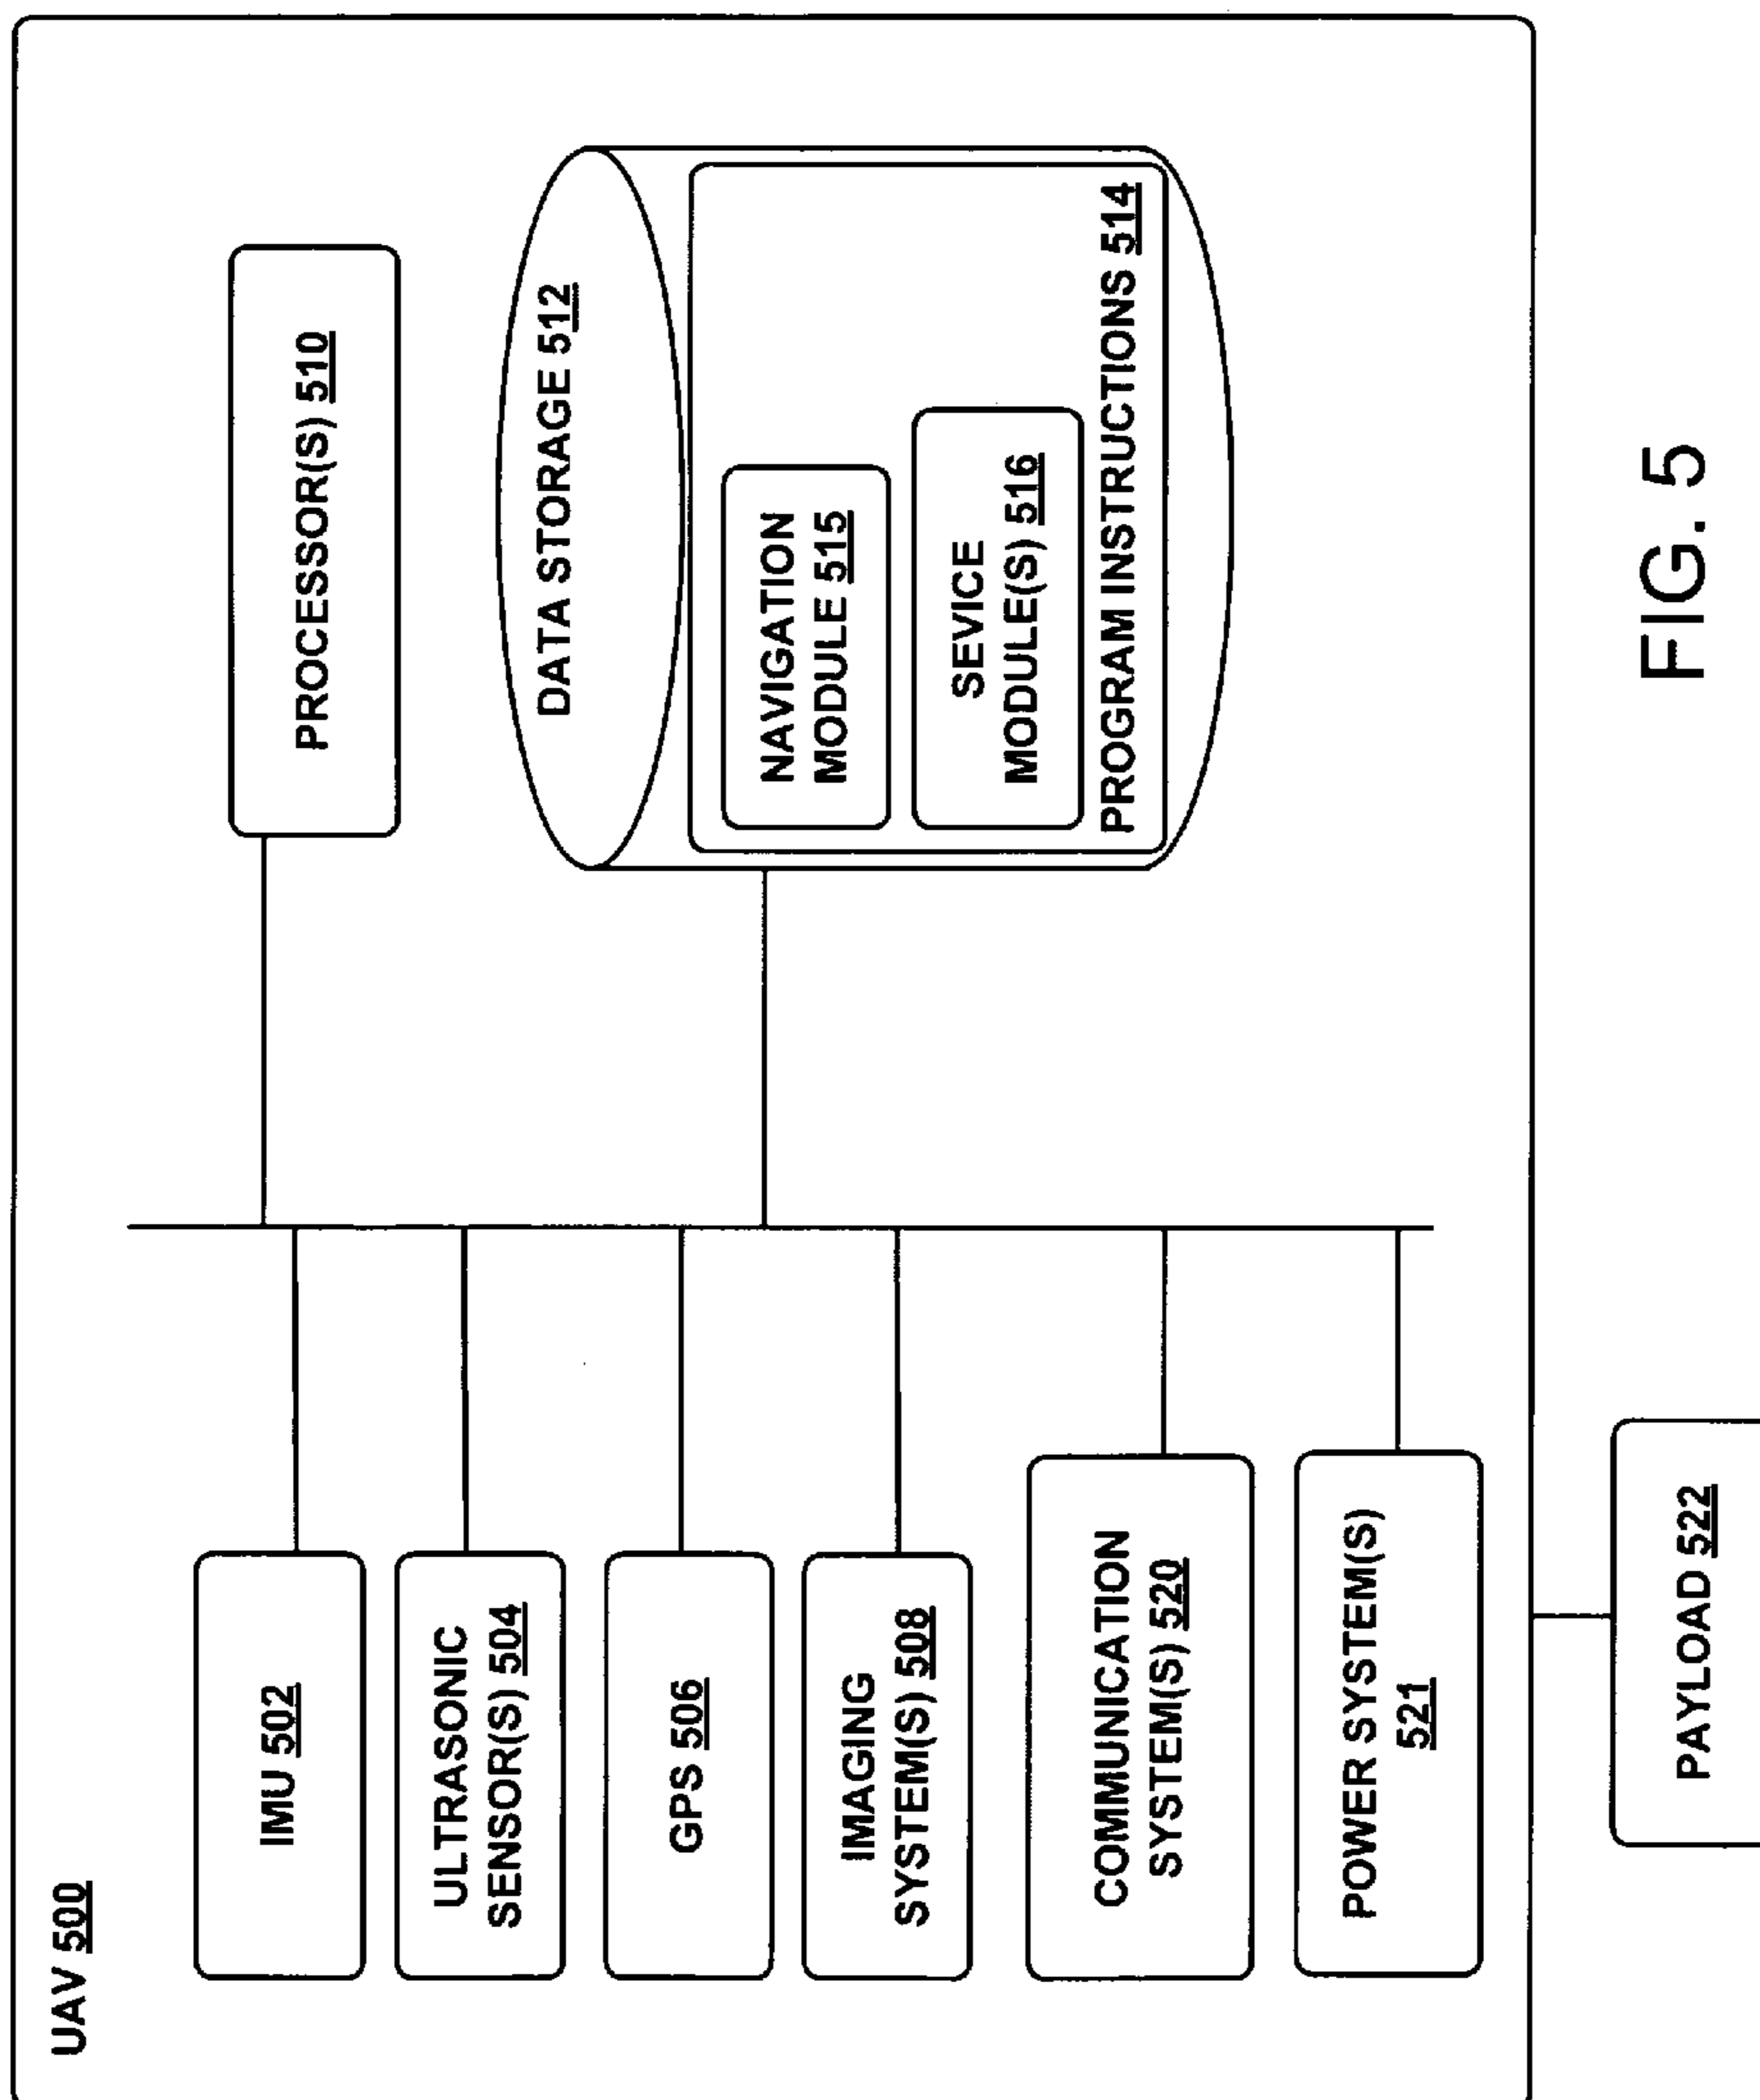 UAV 500
IMU 502
ULTRASONIC
SENSOR(S) 504
GPS 506
IMAGING
SYSTEM(S) 508
COMMUNICATION
SYSTEM(S) 520
POWER SYSTEM(S)
521
PROCESSOR(S) 510
DATA STORAGE 512
NAVIGATION
MODULE 515
SEVICE
MODULE(S) 516
PROGRAM INSTRUCTIONS 514
PAYLOAD 522
FIG. 5